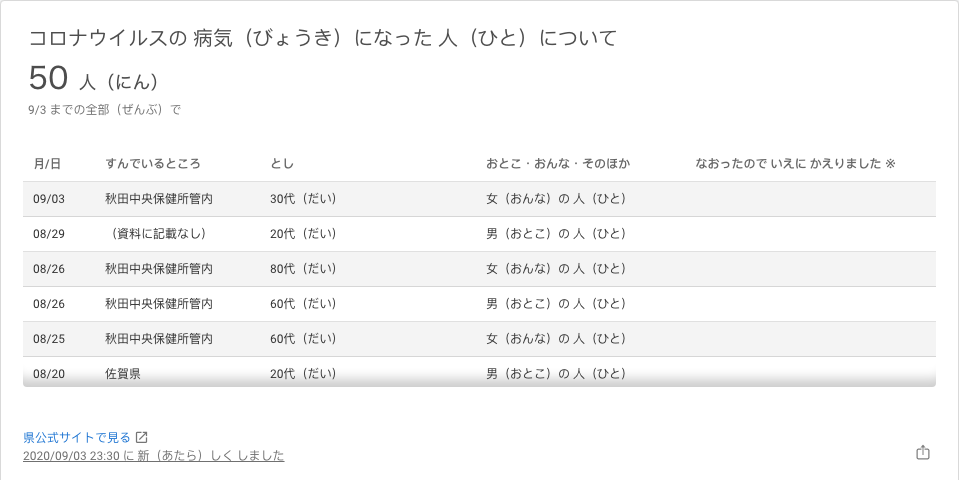 コロナウイルスの 病気（びょうき）になった 人（ひと）について
50 人（にん）
9/3 までの全部（ぜんぶ）で
月/日 すんでいるところ とし おとこ・おんな・そのほか なおったので いえに かえりました ※
09/03 秋田中央保健所管内 30代（だい） 女（おんな）の 人（ひと）
08/29 （資料に記載なし） 20代（だい） 男（おとこ）の 人（ひと）
08/26 秋田中央保健所管内 80代（だい） 女（おんな）の 人（ひと）
08/26 秋田中央保健所管内 60代（だい） 男（おとこ）の 人（ひと）
08/25 秋田中央保健所管内 60代（だい） 女（おんな）の 人（ひと）
08/20 佐賀県 20代（だい） 男（おとこ）の 人（ひと）
県公式サイトで見る
2020/09/03 23:30 に 新（あたら）しく しました